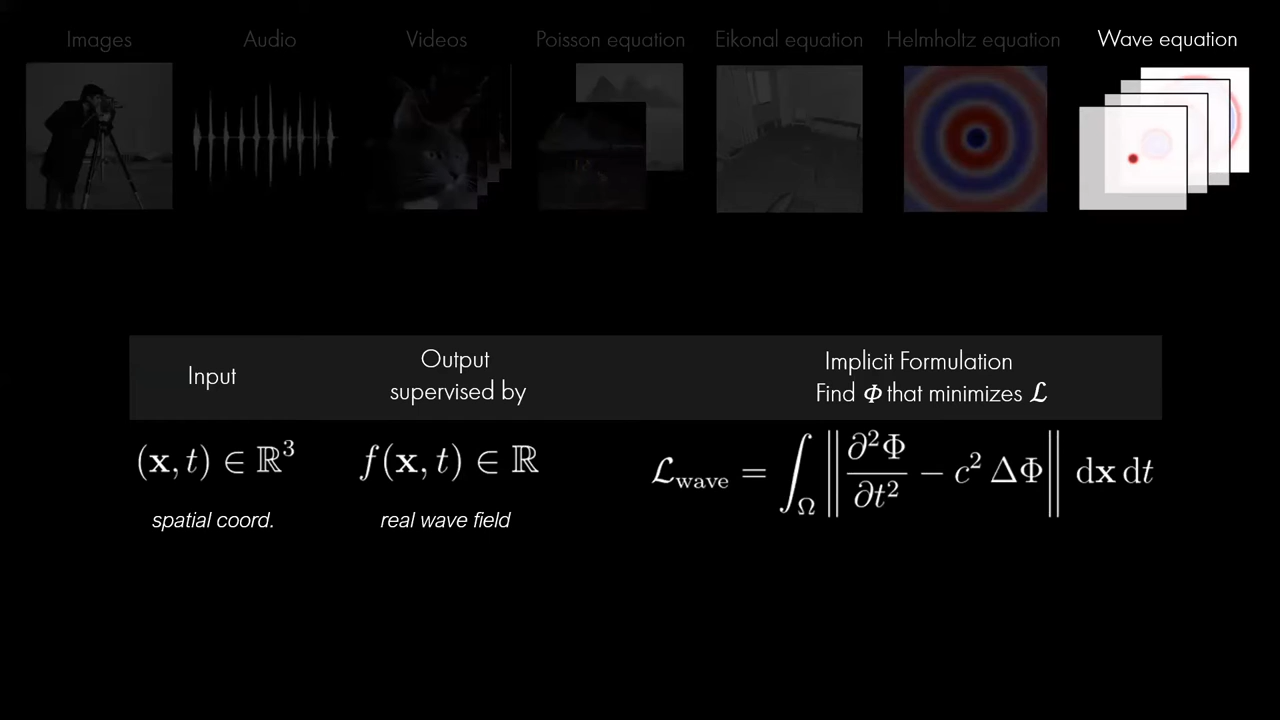 Images Audio Videos Poisson equation Eikonal equation Helmholtz equation Wave equation
Input
Output
supervised by
Implicit Formulation
Find Φ that minimizes ℒ
(𝐱, t) ∈ ℝ³
f(𝐱, t) ∈ ℝ
ℒ_wave = ∫_Ω ‖ ∂²Φ/∂t² − c² ΔΦ ‖ d𝐱 dt
spatial coord.
real wave field